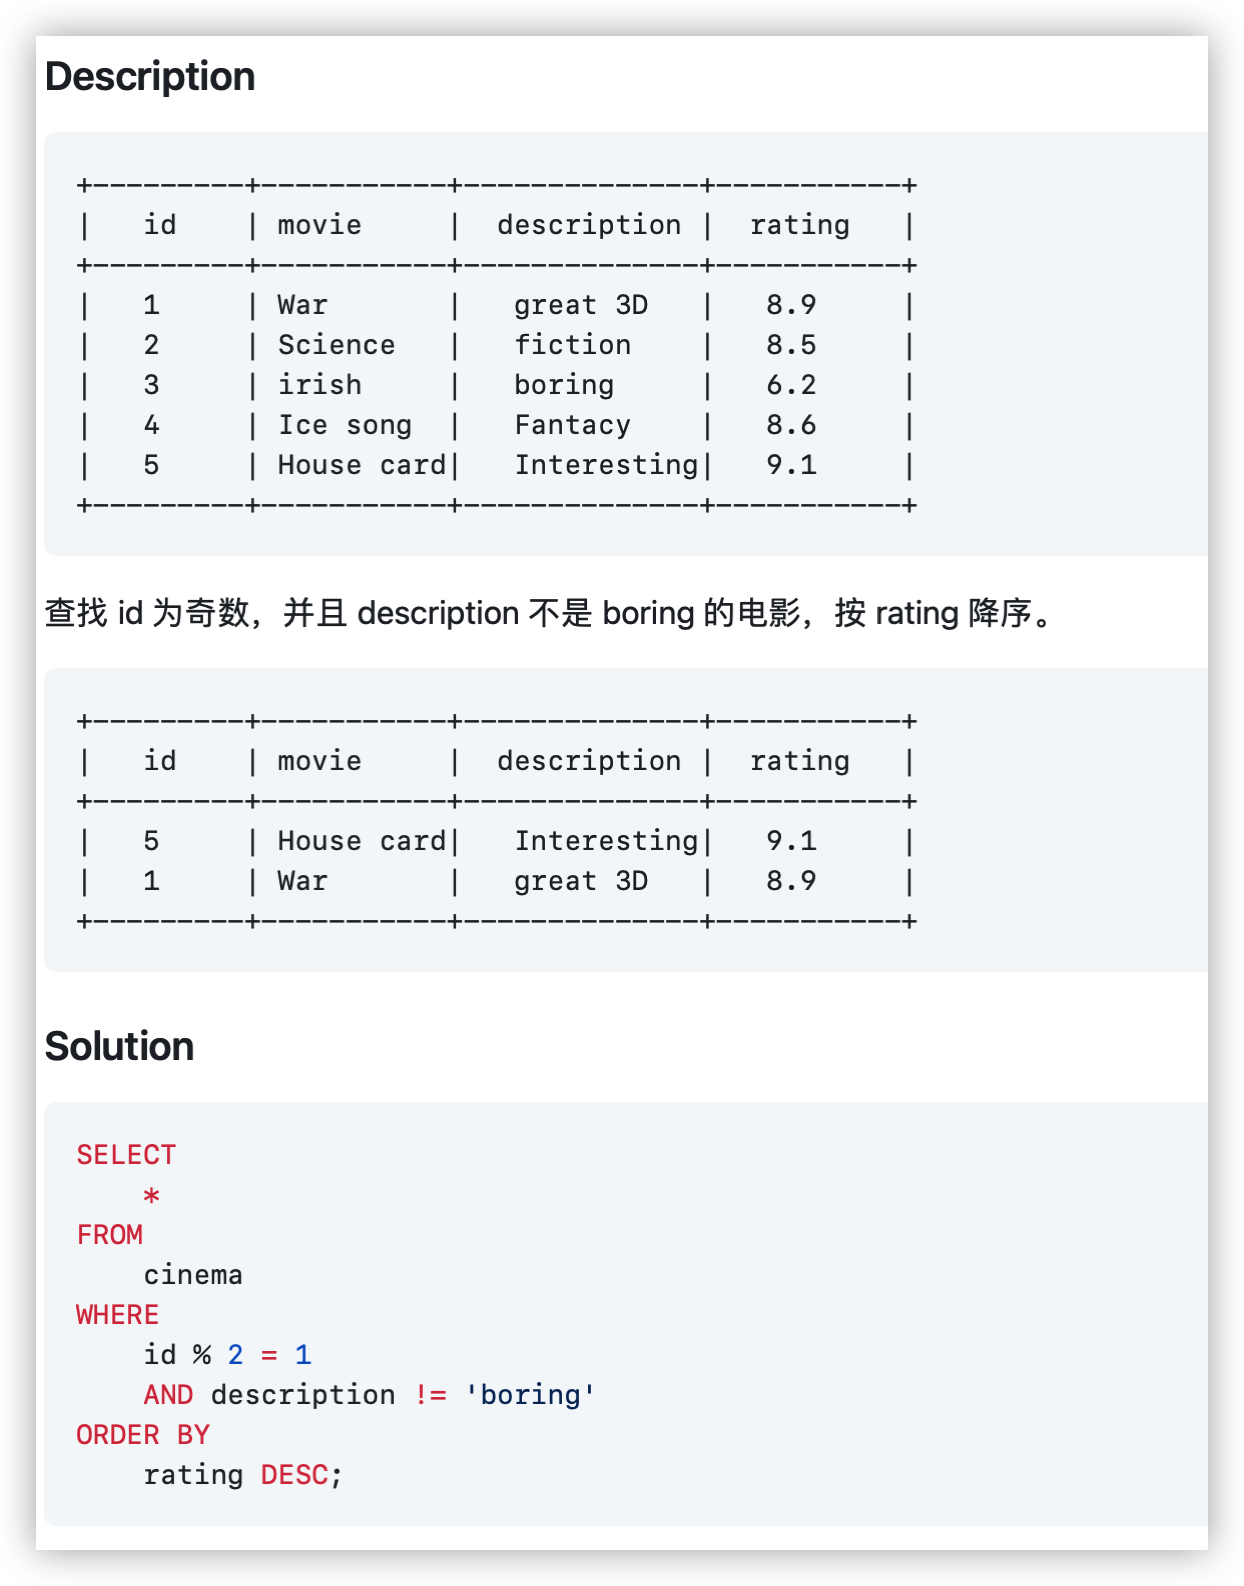 Description
+---------+-----------+--------------+-----------+
|   id    | movie     |  description |  rating   |
+---------+-----------+--------------+-----------+
|   1     | War       |   great 3D   |   8.9     |
|   2     | Science   |   fiction    |   8.5     |
|   3     | irish     |   boring     |   6.2     |
|   4     | Ice song  |   Fantacy    |   8.6     |
|   5     | House card|   Interesting|   9.1     |
+---------+-----------+--------------+-----------+
查找 id 为奇数，并且 description 不是 boring 的电影，按 rating 降序。
+---------+-----------+--------------+-----------+
|   id    | movie     |  description |  rating   |
+---------+-----------+--------------+-----------+
|   5     | House card|   Interesting|   9.1     |
|   1     | War       |   great 3D   |   8.9     |
+---------+-----------+--------------+-----------+
Solution
SELECT
    *
FROM
    cinema
WHERE
    id % 2 = 1
    AND description != 'boring'
ORDER BY
    rating DESC;